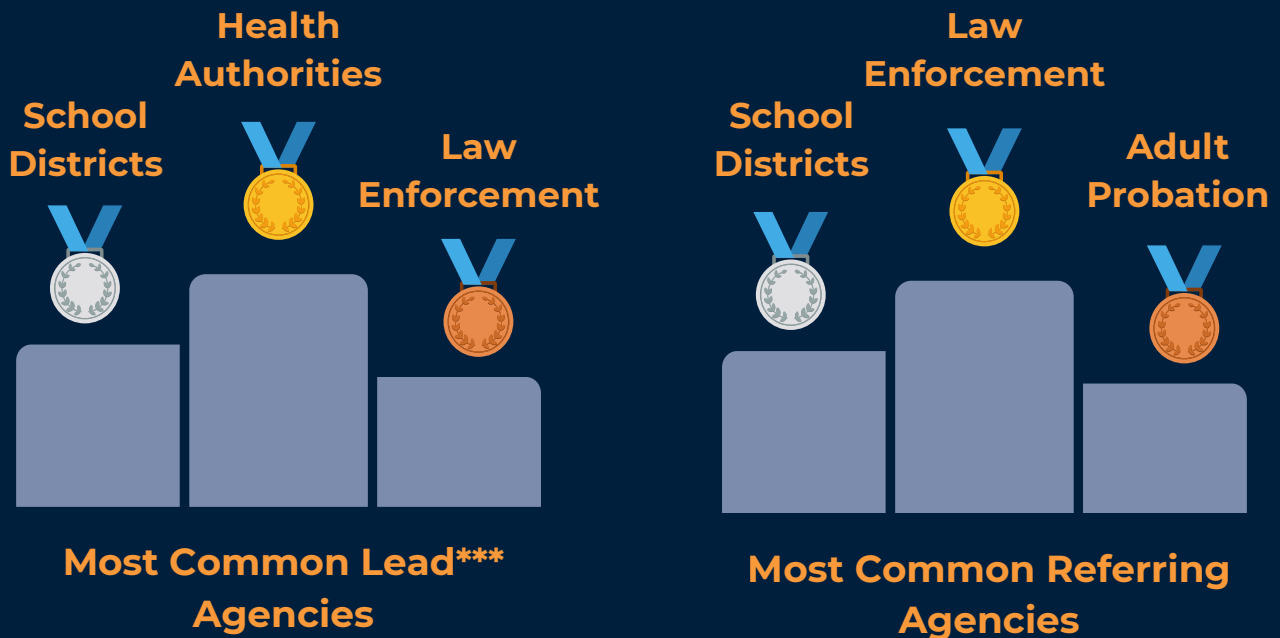 Health
Authorities
School
Districts
Law
Enforcement
Most Common Lead***
Agencies
Law
Enforcement
School
Districts
Adult
Probation
Most Common Referring
Agencies